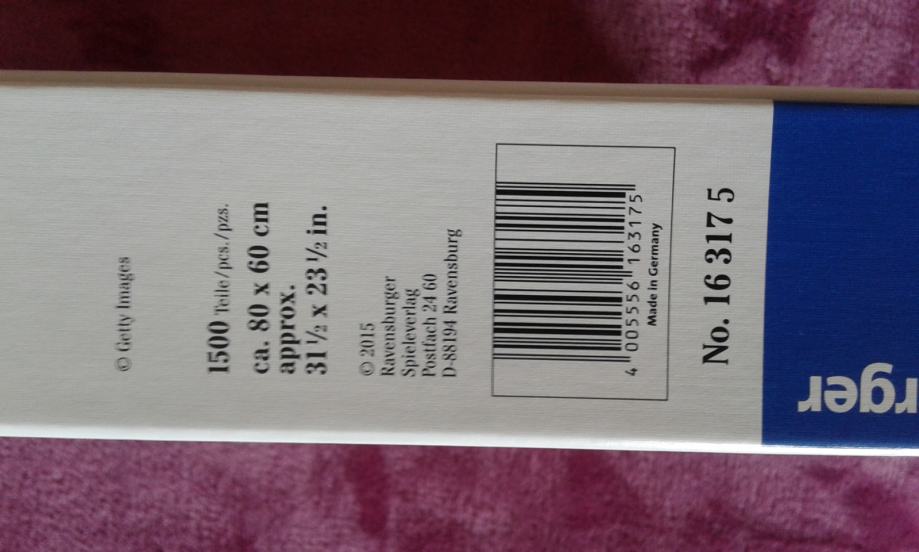 © Getty Images
1500 Teile/pcs./pzs.
ca. 80 x 60 cm
approx.
31 ½ x 23 ½ in.
© 2015
Ravensburger
Spieleverlag
Postfach 24 60
D-88194 Ravensburg
4 005556 163175
Made in Germany
No. 16 317 5
rger